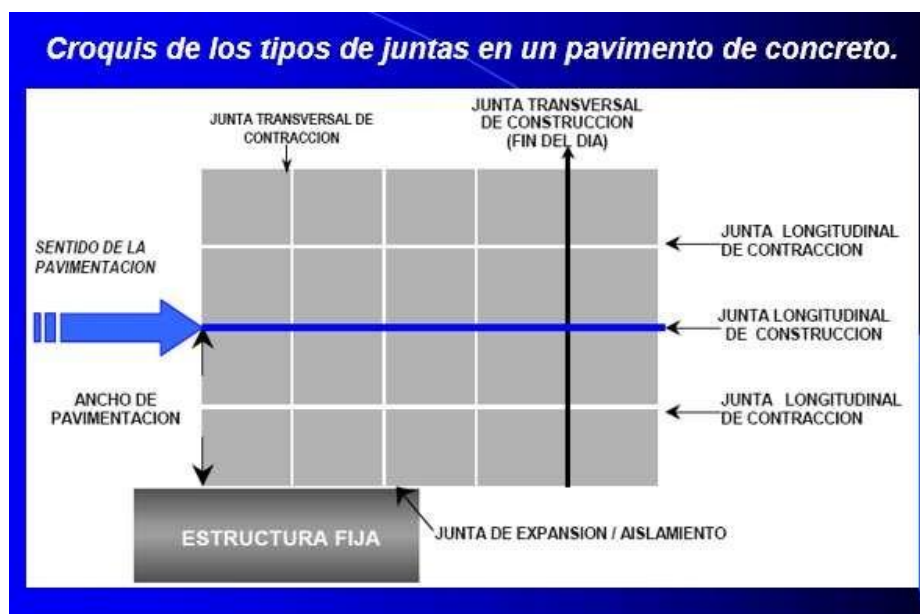 Croquis de los tipos de juntas en un pavimento de concreto.
JUNTA TRANSVERSAL DE
CONTRACCION
JUNTA TRANSVERSAL
DE CONSTRUCCION
(FIN DEL DIA)
SENTIDO DE LA
PAVIMENTACION
JUNTA LONGITUDINAL
DE CONTRACCION
JUNTA LONGITUDINAL
DE CONSTRUCCION
ANCHO DE
PAVIMENTACION
JUNTA LONGITUDINAL
DE CONTRACCION
ESTRUCTURA FIJA
JUNTA DE EXPANSION / AISLAMIENTO